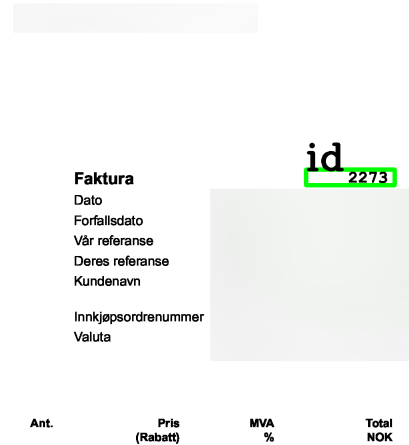 id
Faktura 2273
Dato
Forfallsdato
Vår referanse
Deres referanse
Kundenavn
Innkjøpsordrenummer
Valuta
Ant. Pris MVA Total
(Rabatt) % NOK